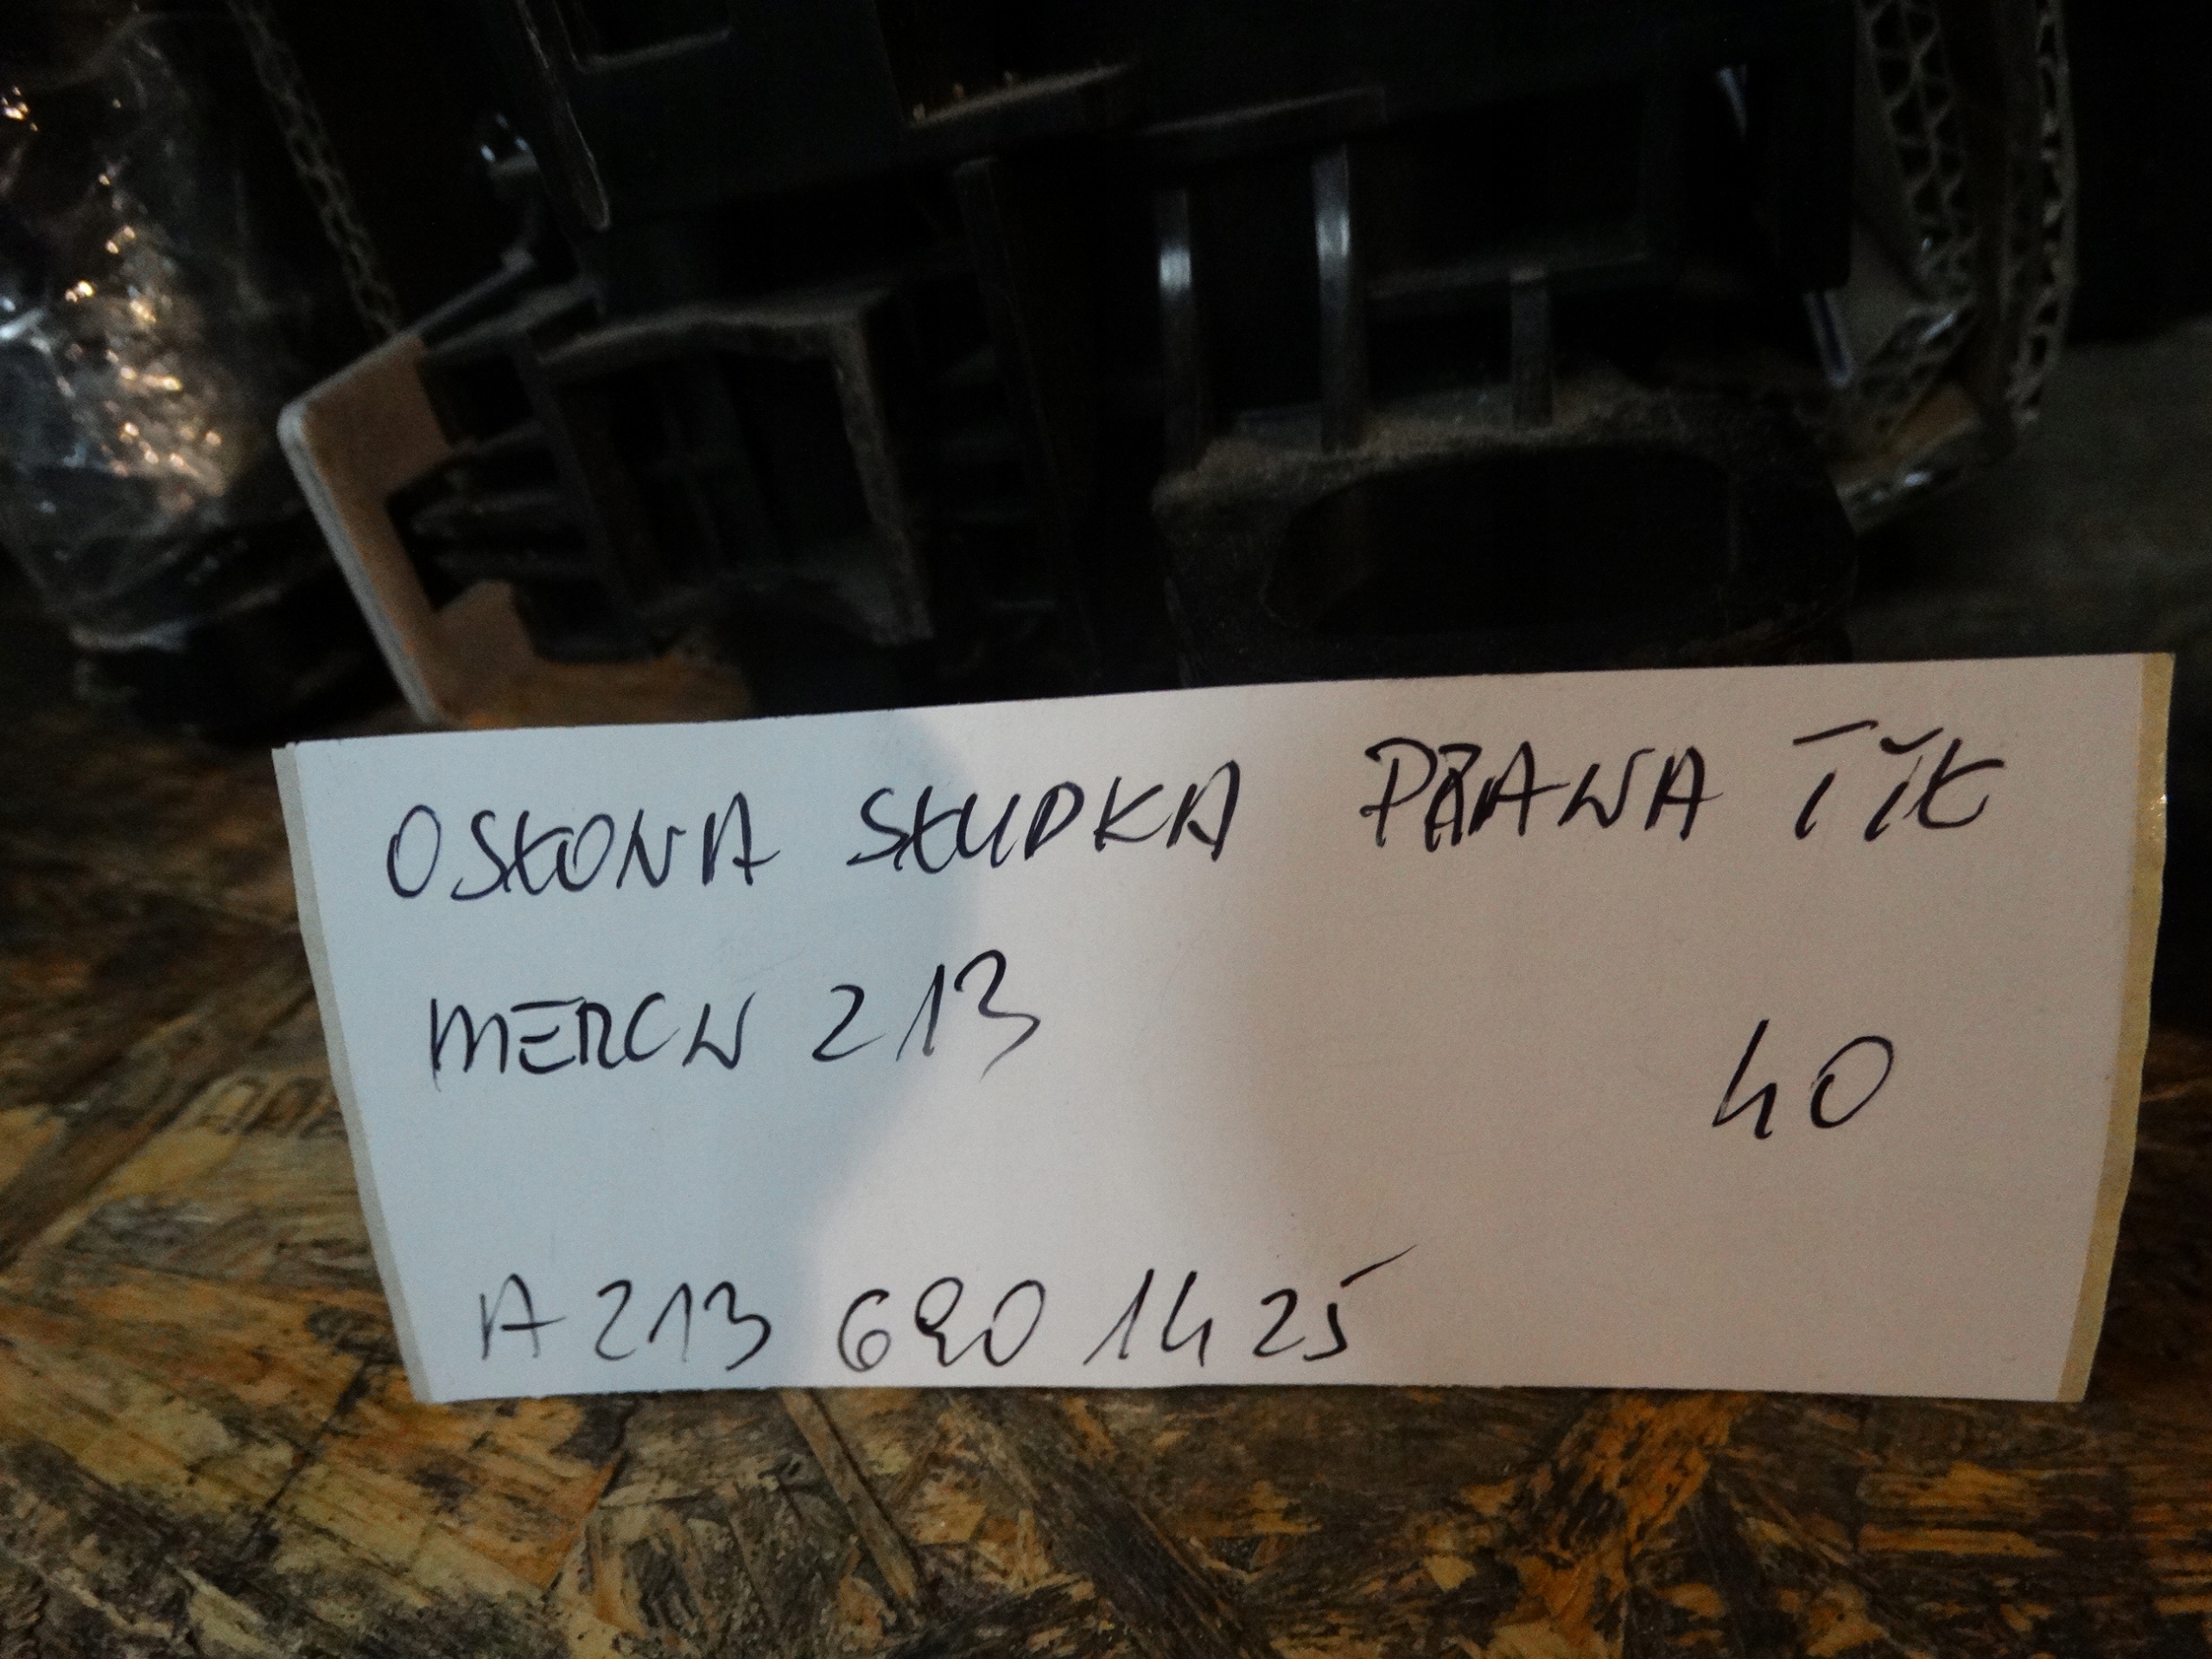 OSŁONA SŁUPKA PRAWA TYŁ
MERC W 213
40
A 213 690 14 25